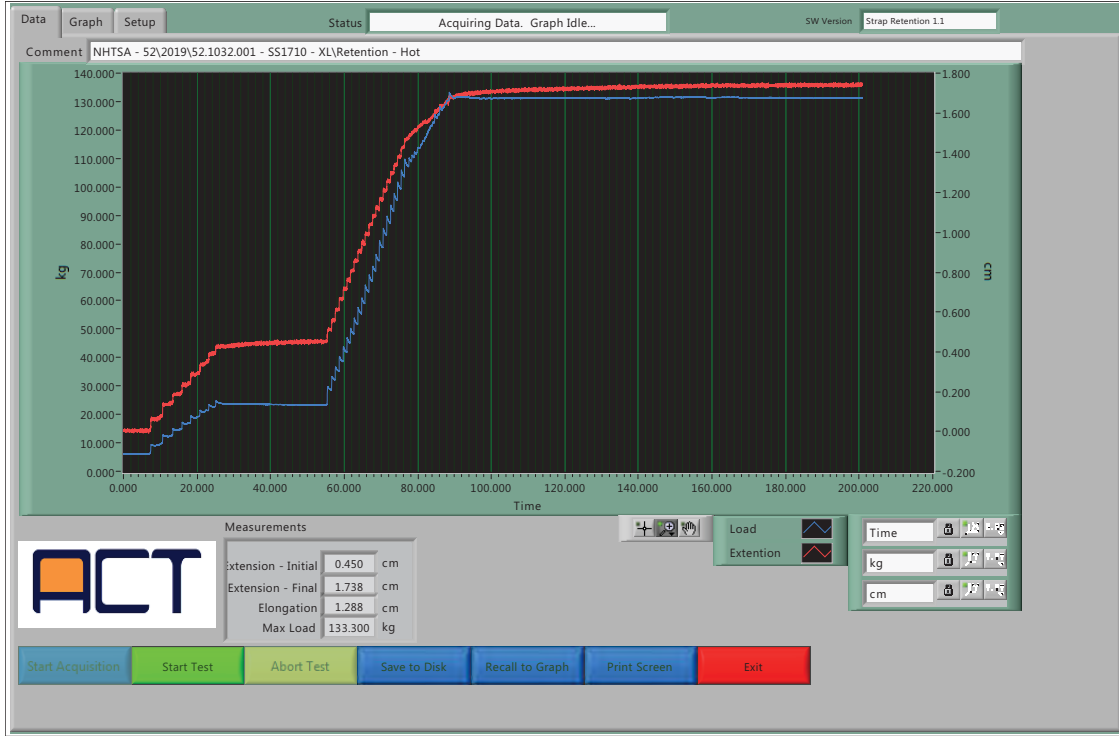 Data Graph Setup Status Acquiring Data. Graph Idle... SW Version Strap Retention 1.1
Comment NHTSA - 52\2019\52.1032.001 - SS1710 - XL\Retention - Hot
140.000
130.000
120.000
110.000
100.000
90.000
80.000
70.000
60.000
50.000
40.000
30.000
20.000
10.000
0.000
kg
1.800
1.600
1.400
1.200
1.000
0.800
0.600
0.400
0.200
0.000
-0.200
cm
0.000 20.000 40.000 60.000 80.000 100.000 120.000 140.000 160.000 180.000 200.000 220.000
Time
Measurements
Extension - Initial 0.450 cm
Extension - Final 1.738 cm
Elongation 1.288 cm
Max Load 133.300 kg
Load
Extention
Time
kg
cm
ACT
Start Acquisition Start Test Abort Test Save to Disk Recall to Graph Print Screen Exit